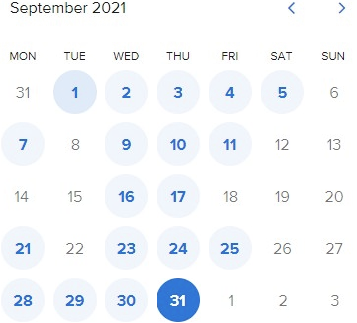 September 2021
MON TUE WED THU FRI SAT SUN
31 1 2 3 4 5 6
7 8 9 10 11 12 13
14 15 16 17 18 19 20
21 22 23 24 25 26 27
28 29 30 31 1 2 3